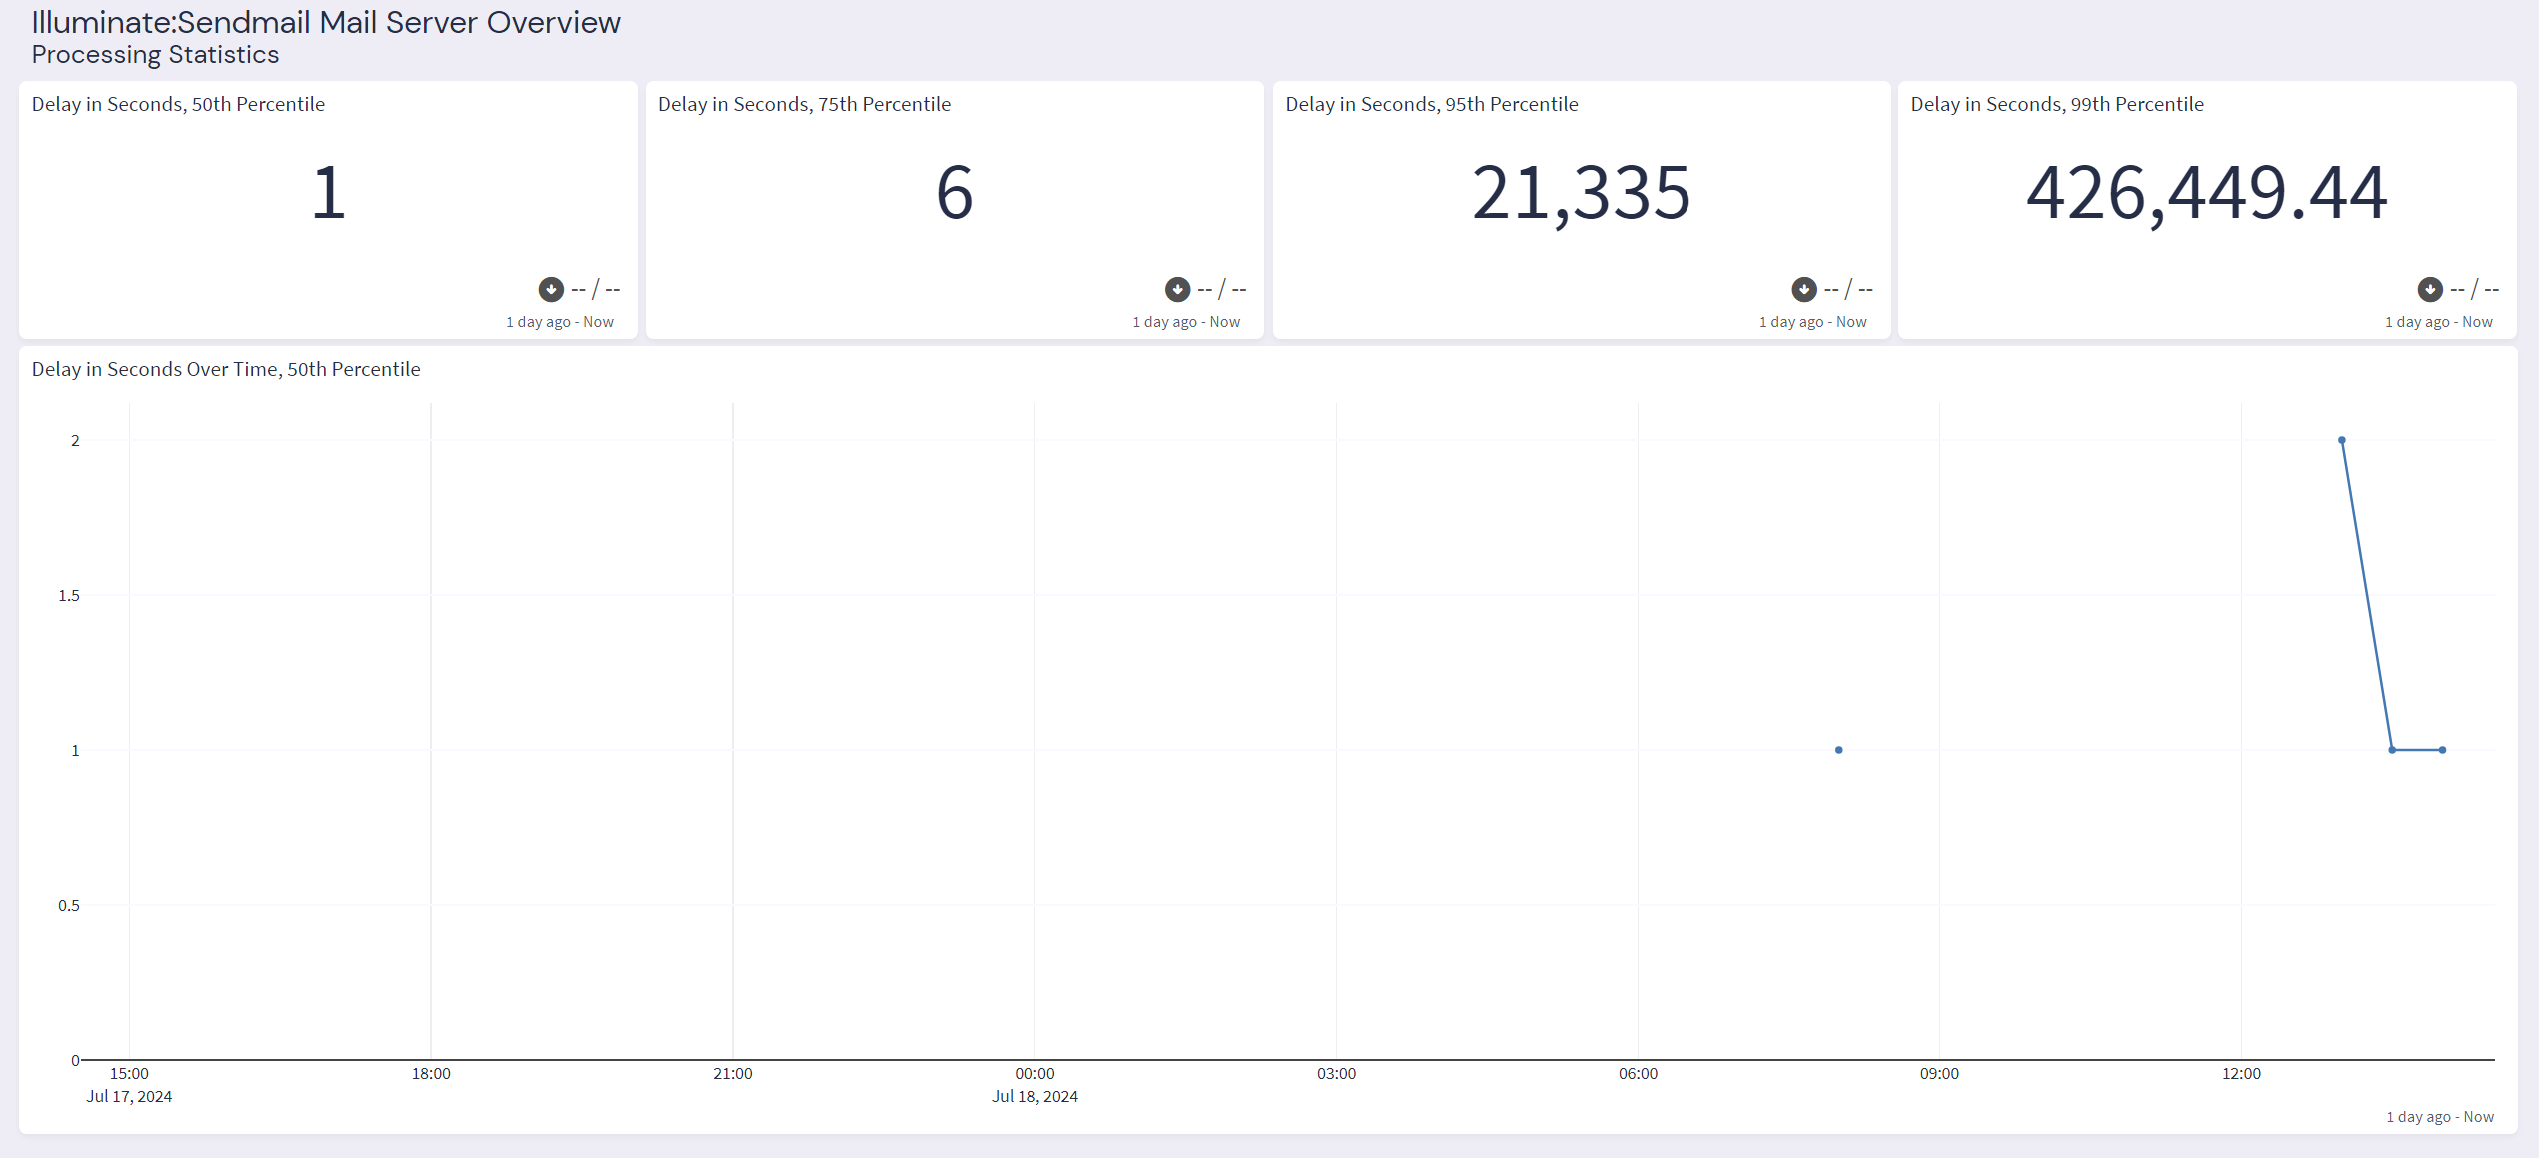 Illuminate:Sendmail Mail Server Overview
Processing Statistics
Delay in Seconds, 50th Percentile
1
-- / --
1 day ago - Now
Delay in Seconds, 75th Percentile
6
-- / --
1 day ago - Now
Delay in Seconds, 95th Percentile
21,335
-- / --
1 day ago - Now
Delay in Seconds, 99th Percentile
426,449.44
-- / --
1 day ago - Now
Delay in Seconds Over Time, 50th Percentile
2
1.5
1
0.5
0
15:00 18:00 21:00 00:00 03:00 06:00 09:00 12:00
Jul 17, 2024 Jul 18, 2024
1 day ago - Now